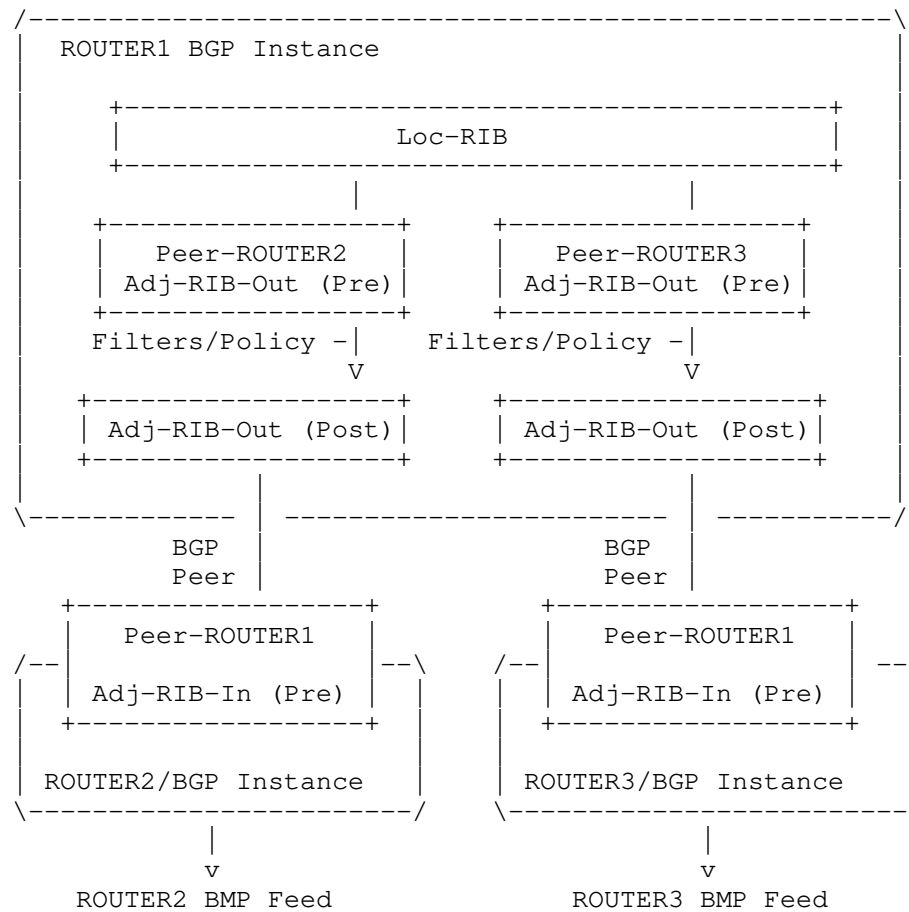 ROUTER1 BGP Instance
Loc-RIB
Peer-ROUTER2 Peer-ROUTER3
Adj-RIB-Out (Pre) Adj-RIB-Out (Pre)
Filters/Policy -| Filters/Policy -|
V V
Adj-RIB-Out (Post) Adj-RIB-Out (Post)
BGP BGP
Peer Peer
Peer-ROUTER1 Peer-ROUTER1
Adj-RIB-In (Pre) Adj-RIB-In (Pre)
ROUTER2/BGP Instance ROUTER3/BGP Instance
v v
ROUTER2 BMP Feed ROUTER3 BMP Feed